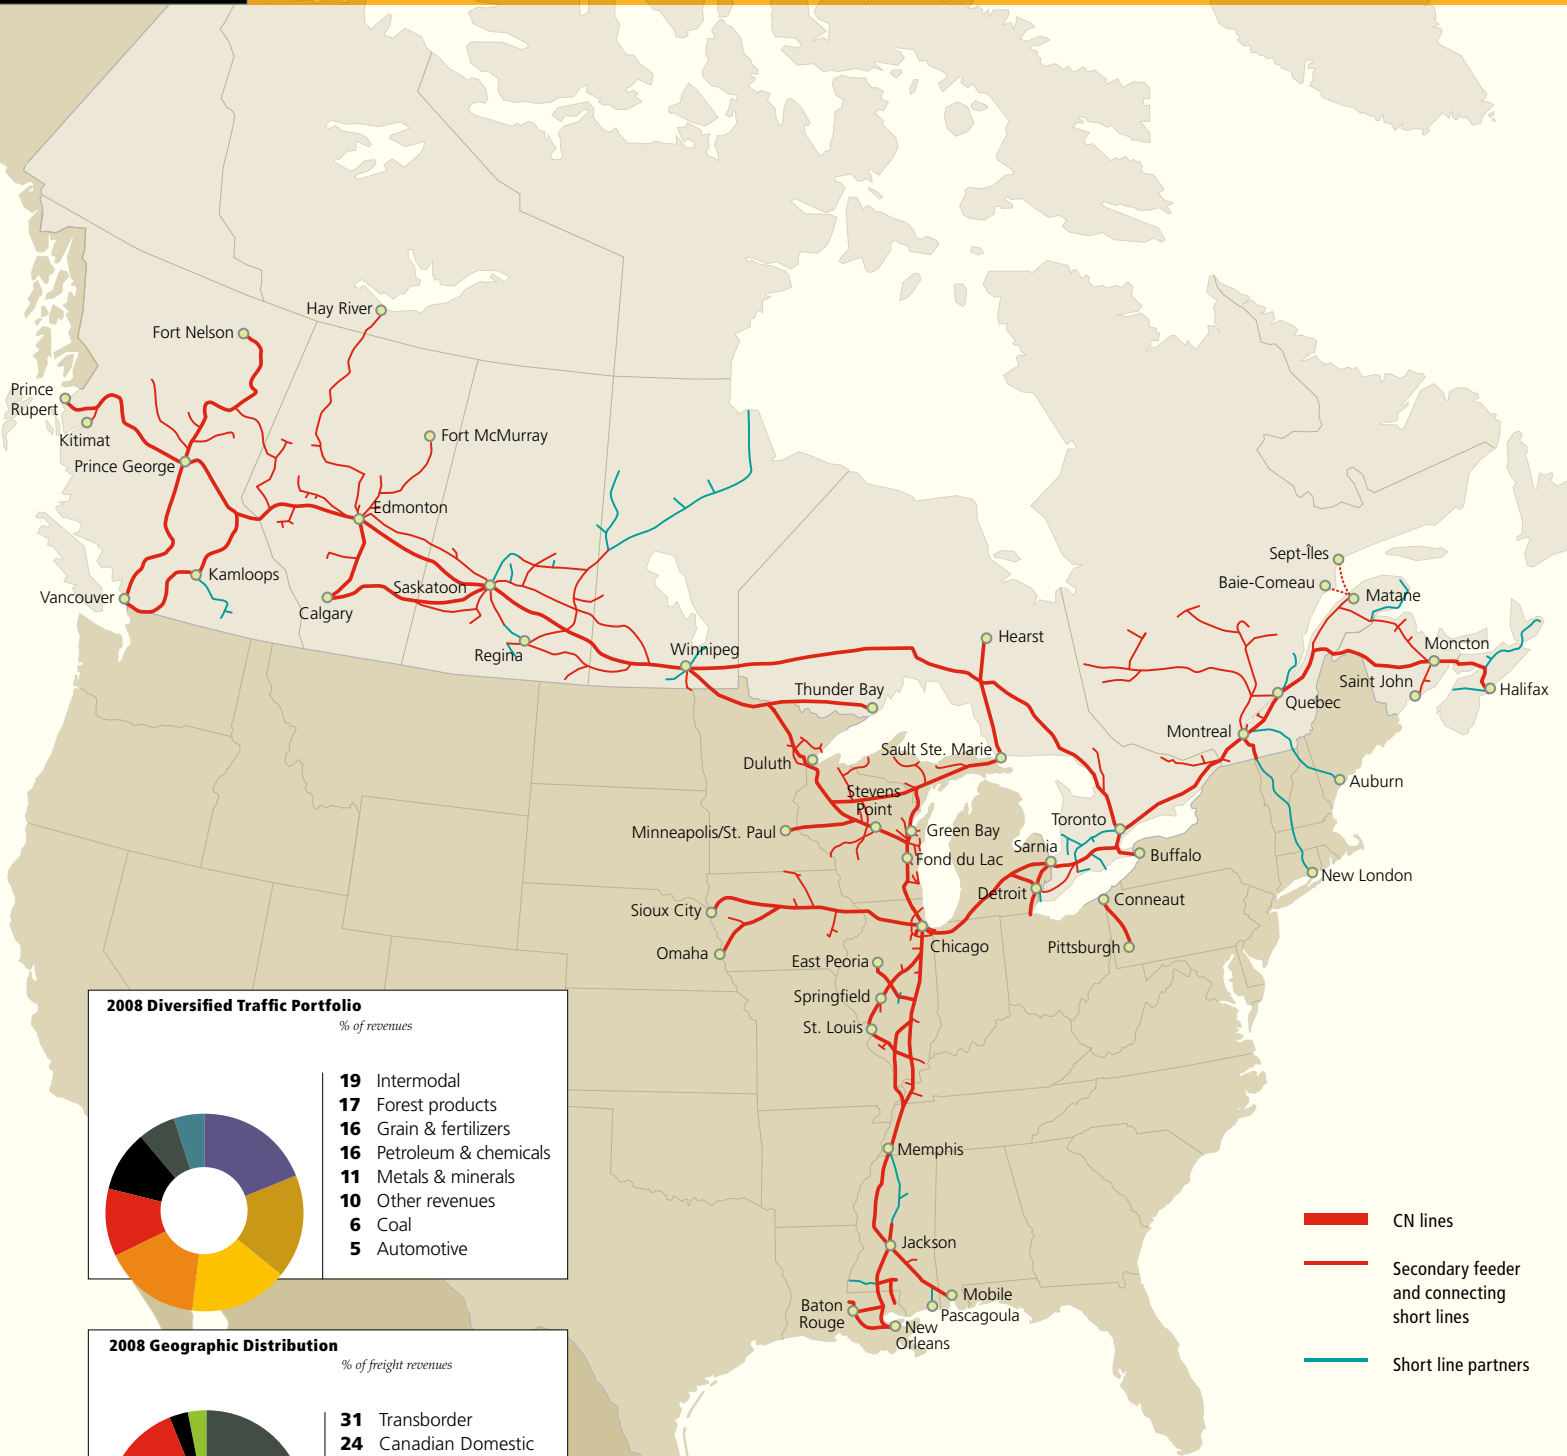 Hay River
Fort Nelson
Prince
Rupert
Kitimat
Fort McMurray
Prince George
Edmonton
Kamloops
Saskatoon
Vancouver
Calgary
Regina
Winnipeg
Hearst
Thunder Bay
Sept-Îles
Baie-Comeau
Matane
Moncton
Saint John
Halifax
Quebec
Montreal
Sault Ste. Marie
Duluth
Auburn
Stevens
Point
Minneapolis/St. Paul
Green Bay
Toronto
Sarnia
Fond du Lac
Buffalo
New London
Detroit
Conneaut
Sioux City
Omaha
Chicago
Pittsburgh
East Peoria
Springfield
St. Louis
Memphis
Jackson
Mobile
Pascagoula
Baton
Rouge
New
Orleans
2008 Diversified Traffic Portfolio
% of revenues
19 Intermodal
17 Forest products
16 Grain & fertilizers
16 Petroleum & chemicals
11 Metals & minerals
10 Other revenues
6 Coal
5 Automotive
2008 Geographic Distribution
% of freight revenues
31 Transborder
24 Canadian Domestic
CN lines
Secondary feeder
and connecting
short lines
Short line partners